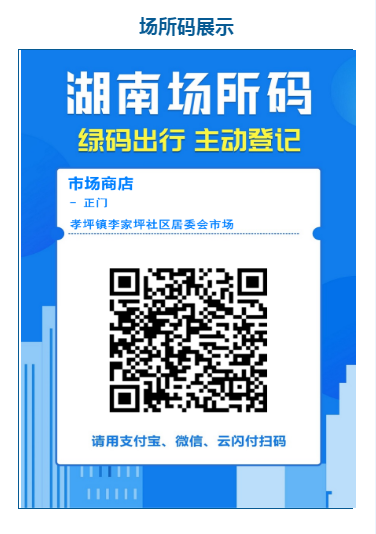 场所码展示
湖南场所码
绿码出行 主动登记
市场商店
- 正门
孝坪镇李家坪社区居委会市场
请用支付宝、微信、云闪付扫码